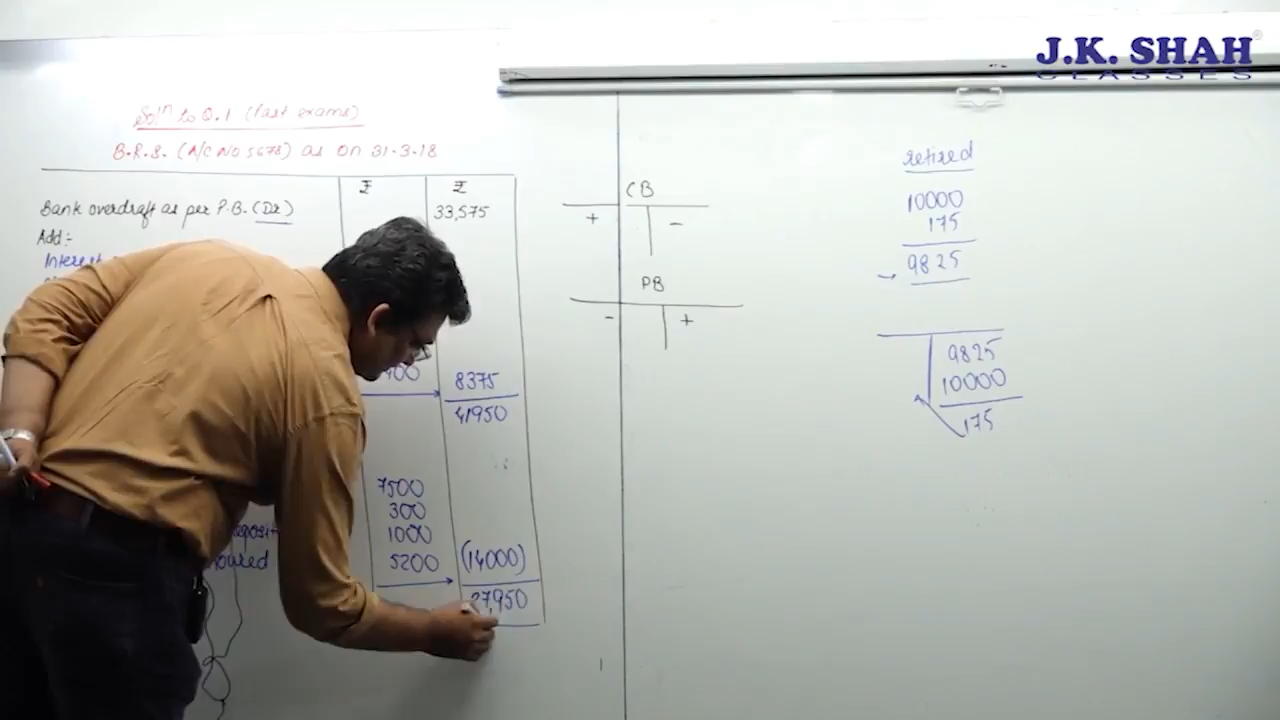 J.K. SHAH
CLASSES
Solⁿ to Q.1 (Past exams)
B.R.S. (A/C NO 5678) as on 31-3-18
₹ ₹
Bank overdraft as per P.B. (Dr) 33,575
Add:-
Interest
400 8375
41950
7500
300
1000
5200 (14000)
27,950
CB
+ -
PB
- +
retired
10000
175
9825
9825
10000
175